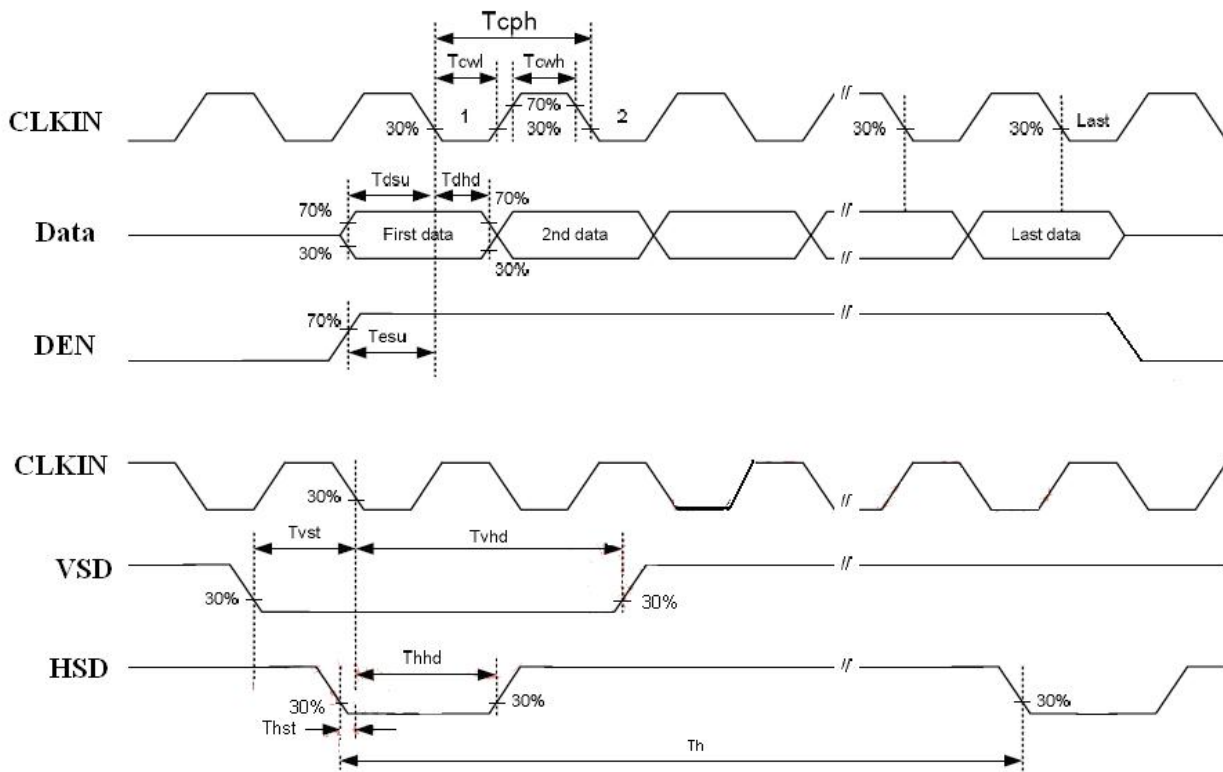 Tcph
Tcwl Tcwh
CLKIN 30% 1 70% 30% 2 30% 30% Last
Tdsu Tdhd
Data 70% 30% First data 70% 30% 2nd data Last data
DEN 70% Tesu
CLKIN 30%
Tvst Tvhd
VSD 30% 30%
HSD Thhd
30% 30% 30%
Thst
Th